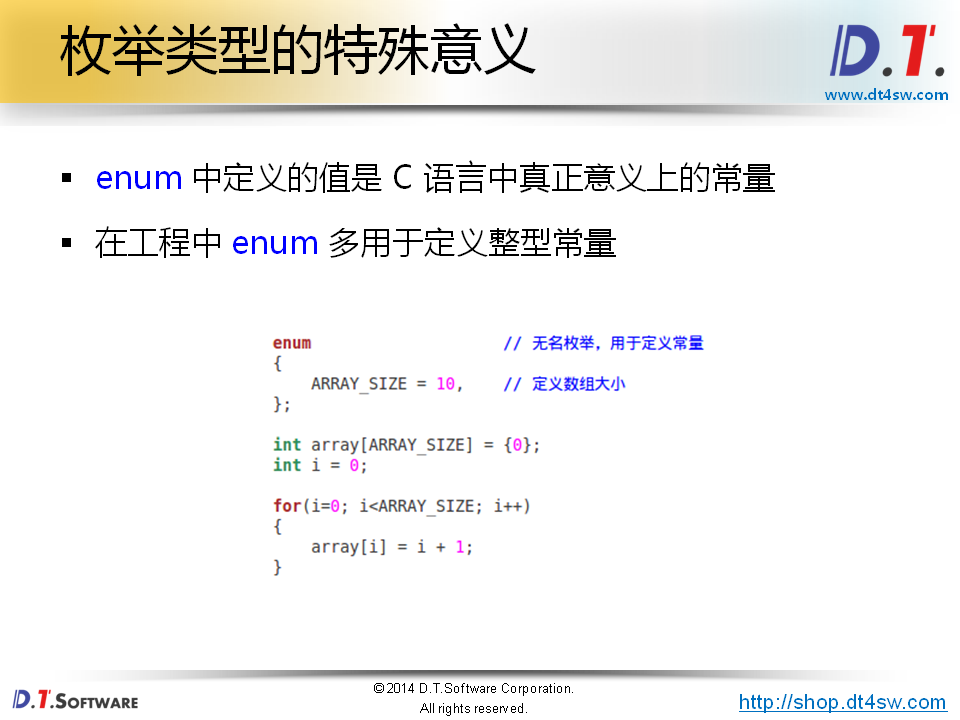 枚举类型的特殊意义
D.T.
www.dt4sw.com
▪ enum 中定义的值是 C 语言中真正意义上的常量
▪ 在工程中 enum 多用于定义整型常量
enum // 无名枚举，用于定义常量
{
ARRAY_SIZE = 10, // 定义数组大小
};
int array[ARRAY_SIZE] = {0};
int i = 0;
for(i=0; i<ARRAY_SIZE; i++)
{
array[i] = i + 1;
}
D.T.SOFTWARE
©2014 D.T.Software Corporation.
All rights reserved.
http://shop.dt4sw.com